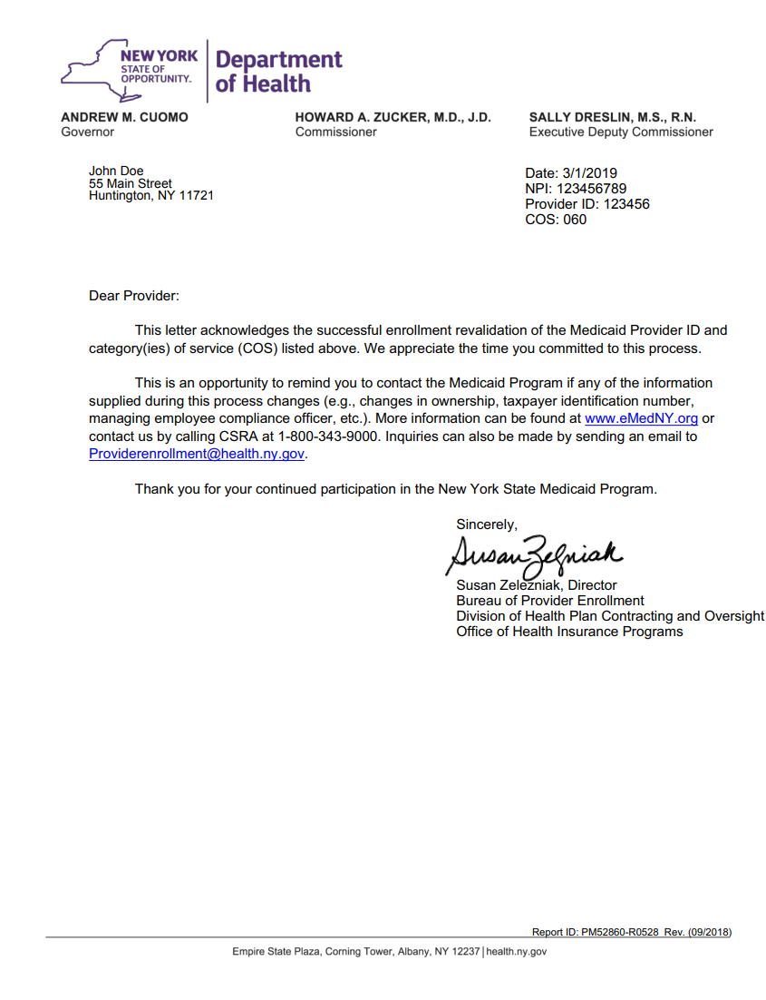 NEW YORK
STATE OF
OPPORTUNITY.
Department
of Health
ANDREW M. CUOMO
Governor
HOWARD A. ZUCKER, M.D., J.D.
Commissioner
SALLY DRESLIN, M.S., R.N.
Executive Deputy Commissioner
John Doe
55 Main Street
Huntington, NY 11721
Date: 3/1/2019
NPI: 123456789
Provider ID: 123456
COS: 060
Dear Provider:
This letter acknowledges the successful enrollment revalidation of the Medicaid Provider ID and
category(ies) of service (COS) listed above. We appreciate the time you committed to this process.
This is an opportunity to remind you to contact the Medicaid Program if any of the information
supplied during this process changes (e.g., changes in ownership, taxpayer identification number,
managing employee compliance officer, etc.). More information can be found at www.eMedNY.org or
contact us by calling CSRA at 1-800-343-9000. Inquiries can also be made by sending an email to
Providerenrollment@health.ny.gov.
Thank you for your continued participation in the New York State Medicaid Program.
Sincerely,
Susan Zelezniak
Susan Zelezniak, Director
Bureau of Provider Enrollment
Division of Health Plan Contracting and Oversight
Office of Health Insurance Programs
Report ID: PM52860-R0528 Rev. (09/2018)
Empire State Plaza, Corning Tower, Albany, NY 12237│health.ny.gov